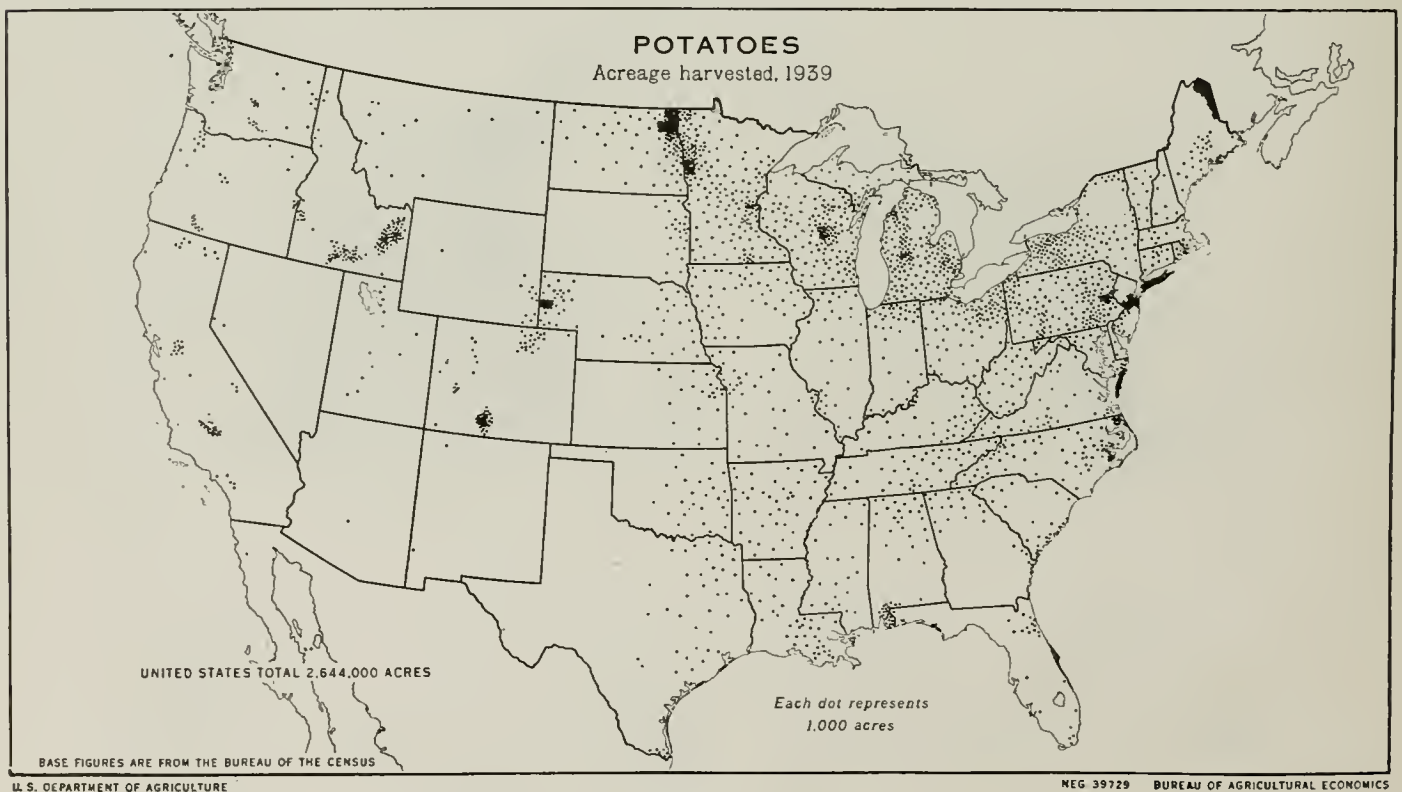 POTATOES
Acreage harvested, 1939
UNITED STATES TOTAL 2,644,000 ACRES
Each dot represents
1,000 acres
BASE FIGURES ARE FROM THE BUREAU OF THE CENSUS
U. S. DEPARTMENT OF AGRICULTURE
NEG 39729 BUREAU OF AGRICULTURAL ECONOMICS